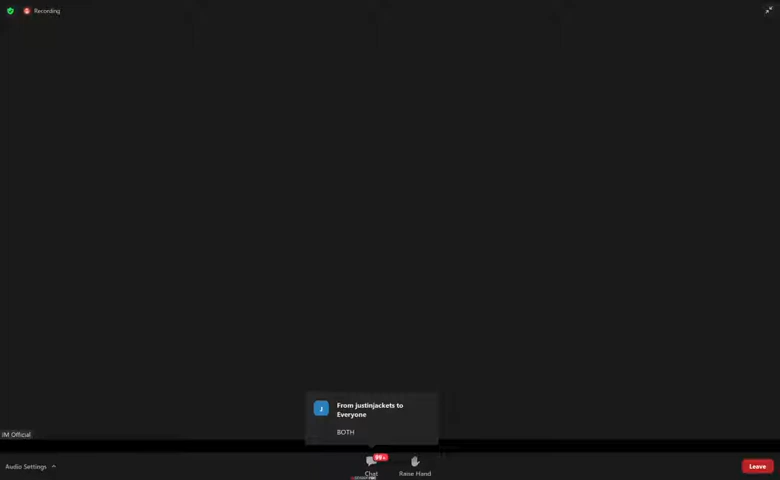 Recording
From justinjackets to
Everyone
J
BOTH
IM Official
Audio Settings
99+
Chat
Raise Hand
Leave